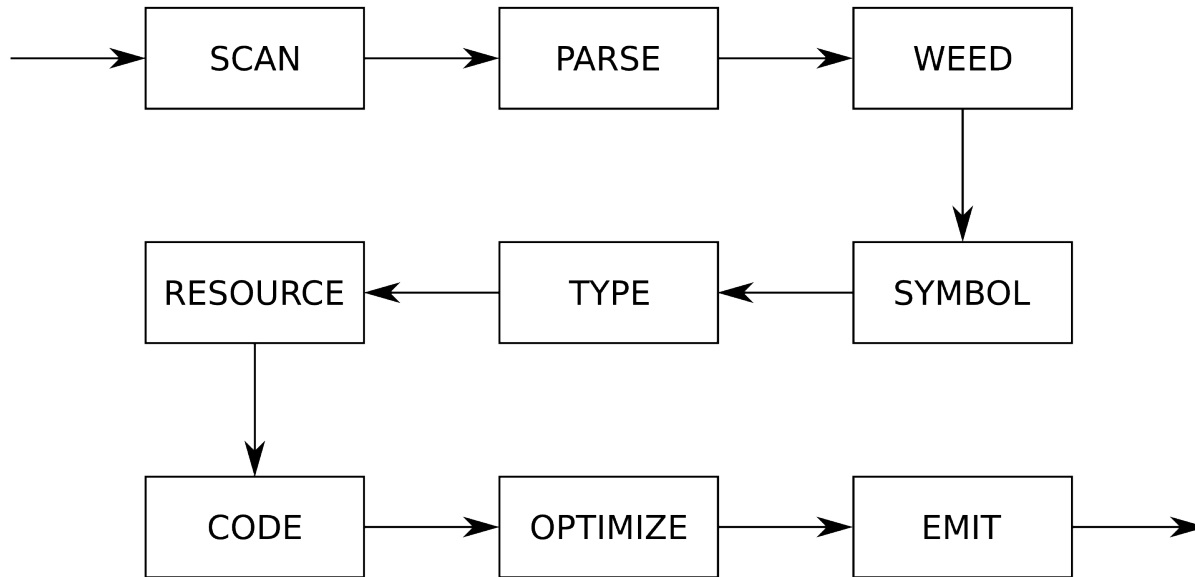 SCAN
PARSE
WEED
RESOURCE
TYPE
SYMBOL
CODE
OPTIMIZE
EMIT